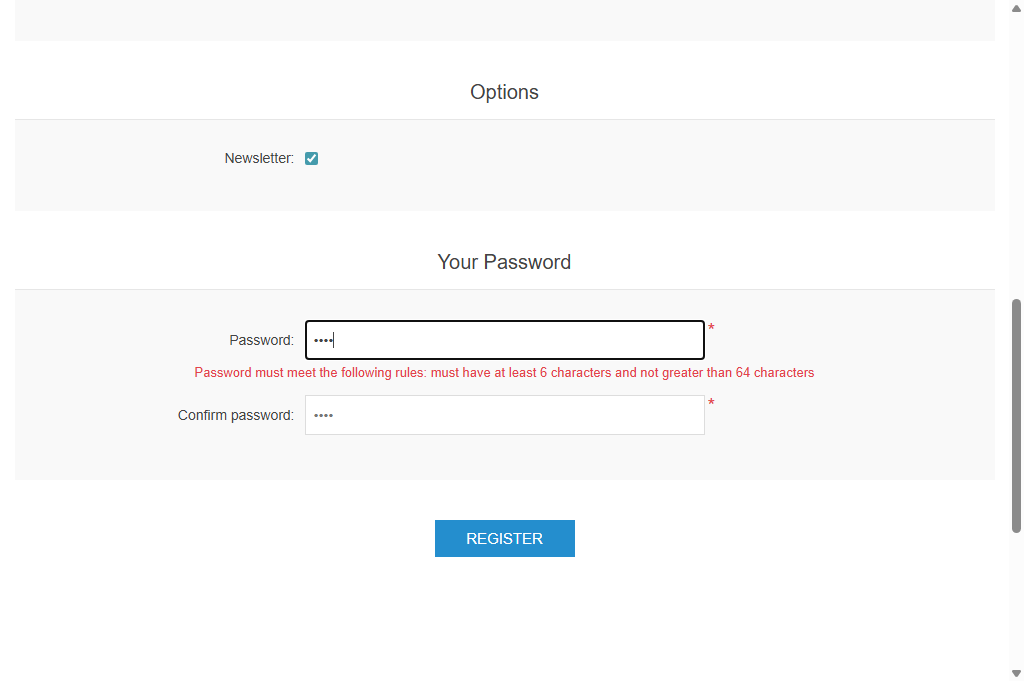 Options
Newsletter:
Your Password
Password: •••• *
Password must meet the following rules: must have at least 6 characters and not greater than 64 characters
Confirm password: •••• *
REGISTER